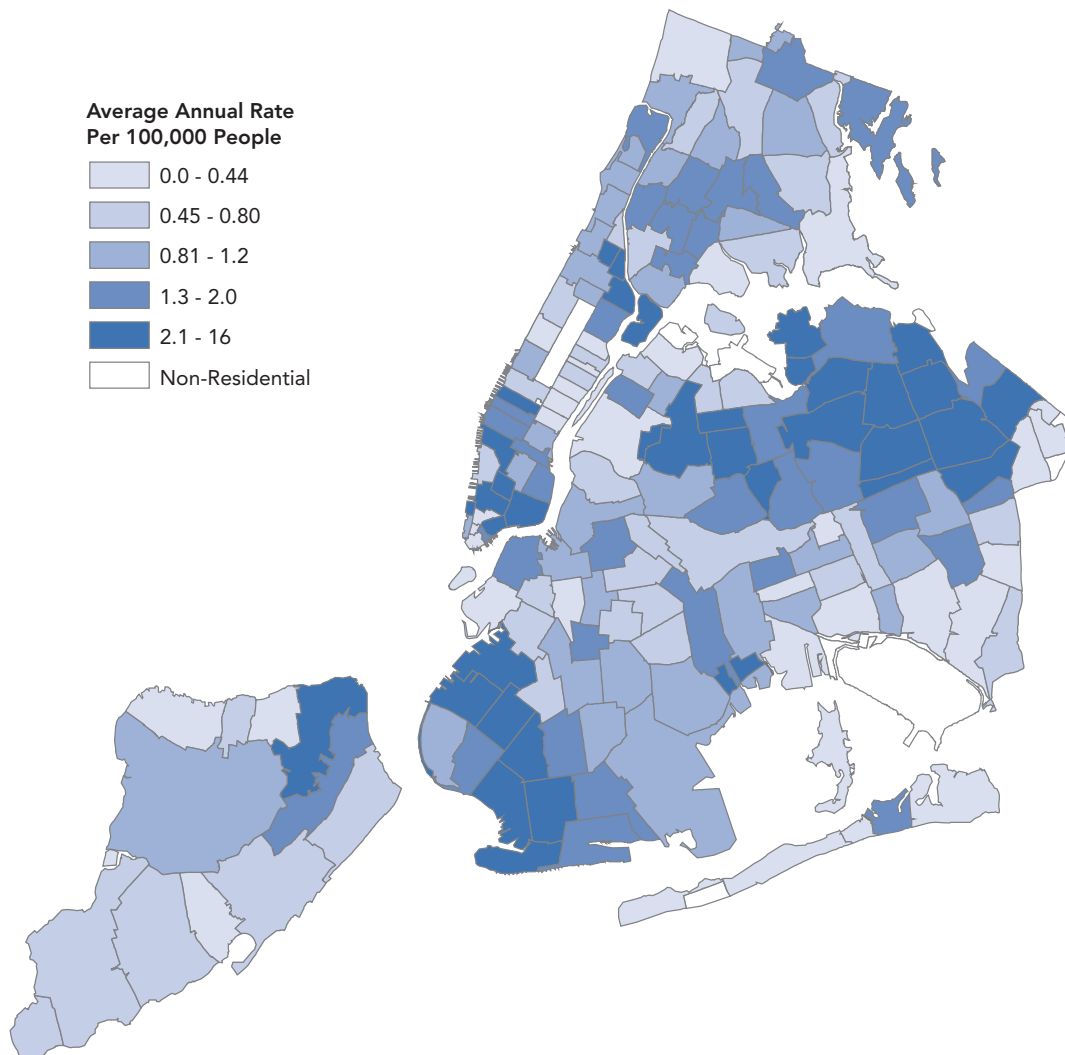 Average Annual Rate
Per 100,000 People
0.0 - 0.44
0.45 - 0.80
0.81 - 1.2
1.3 - 2.0
2.1 - 16
Non-Residential